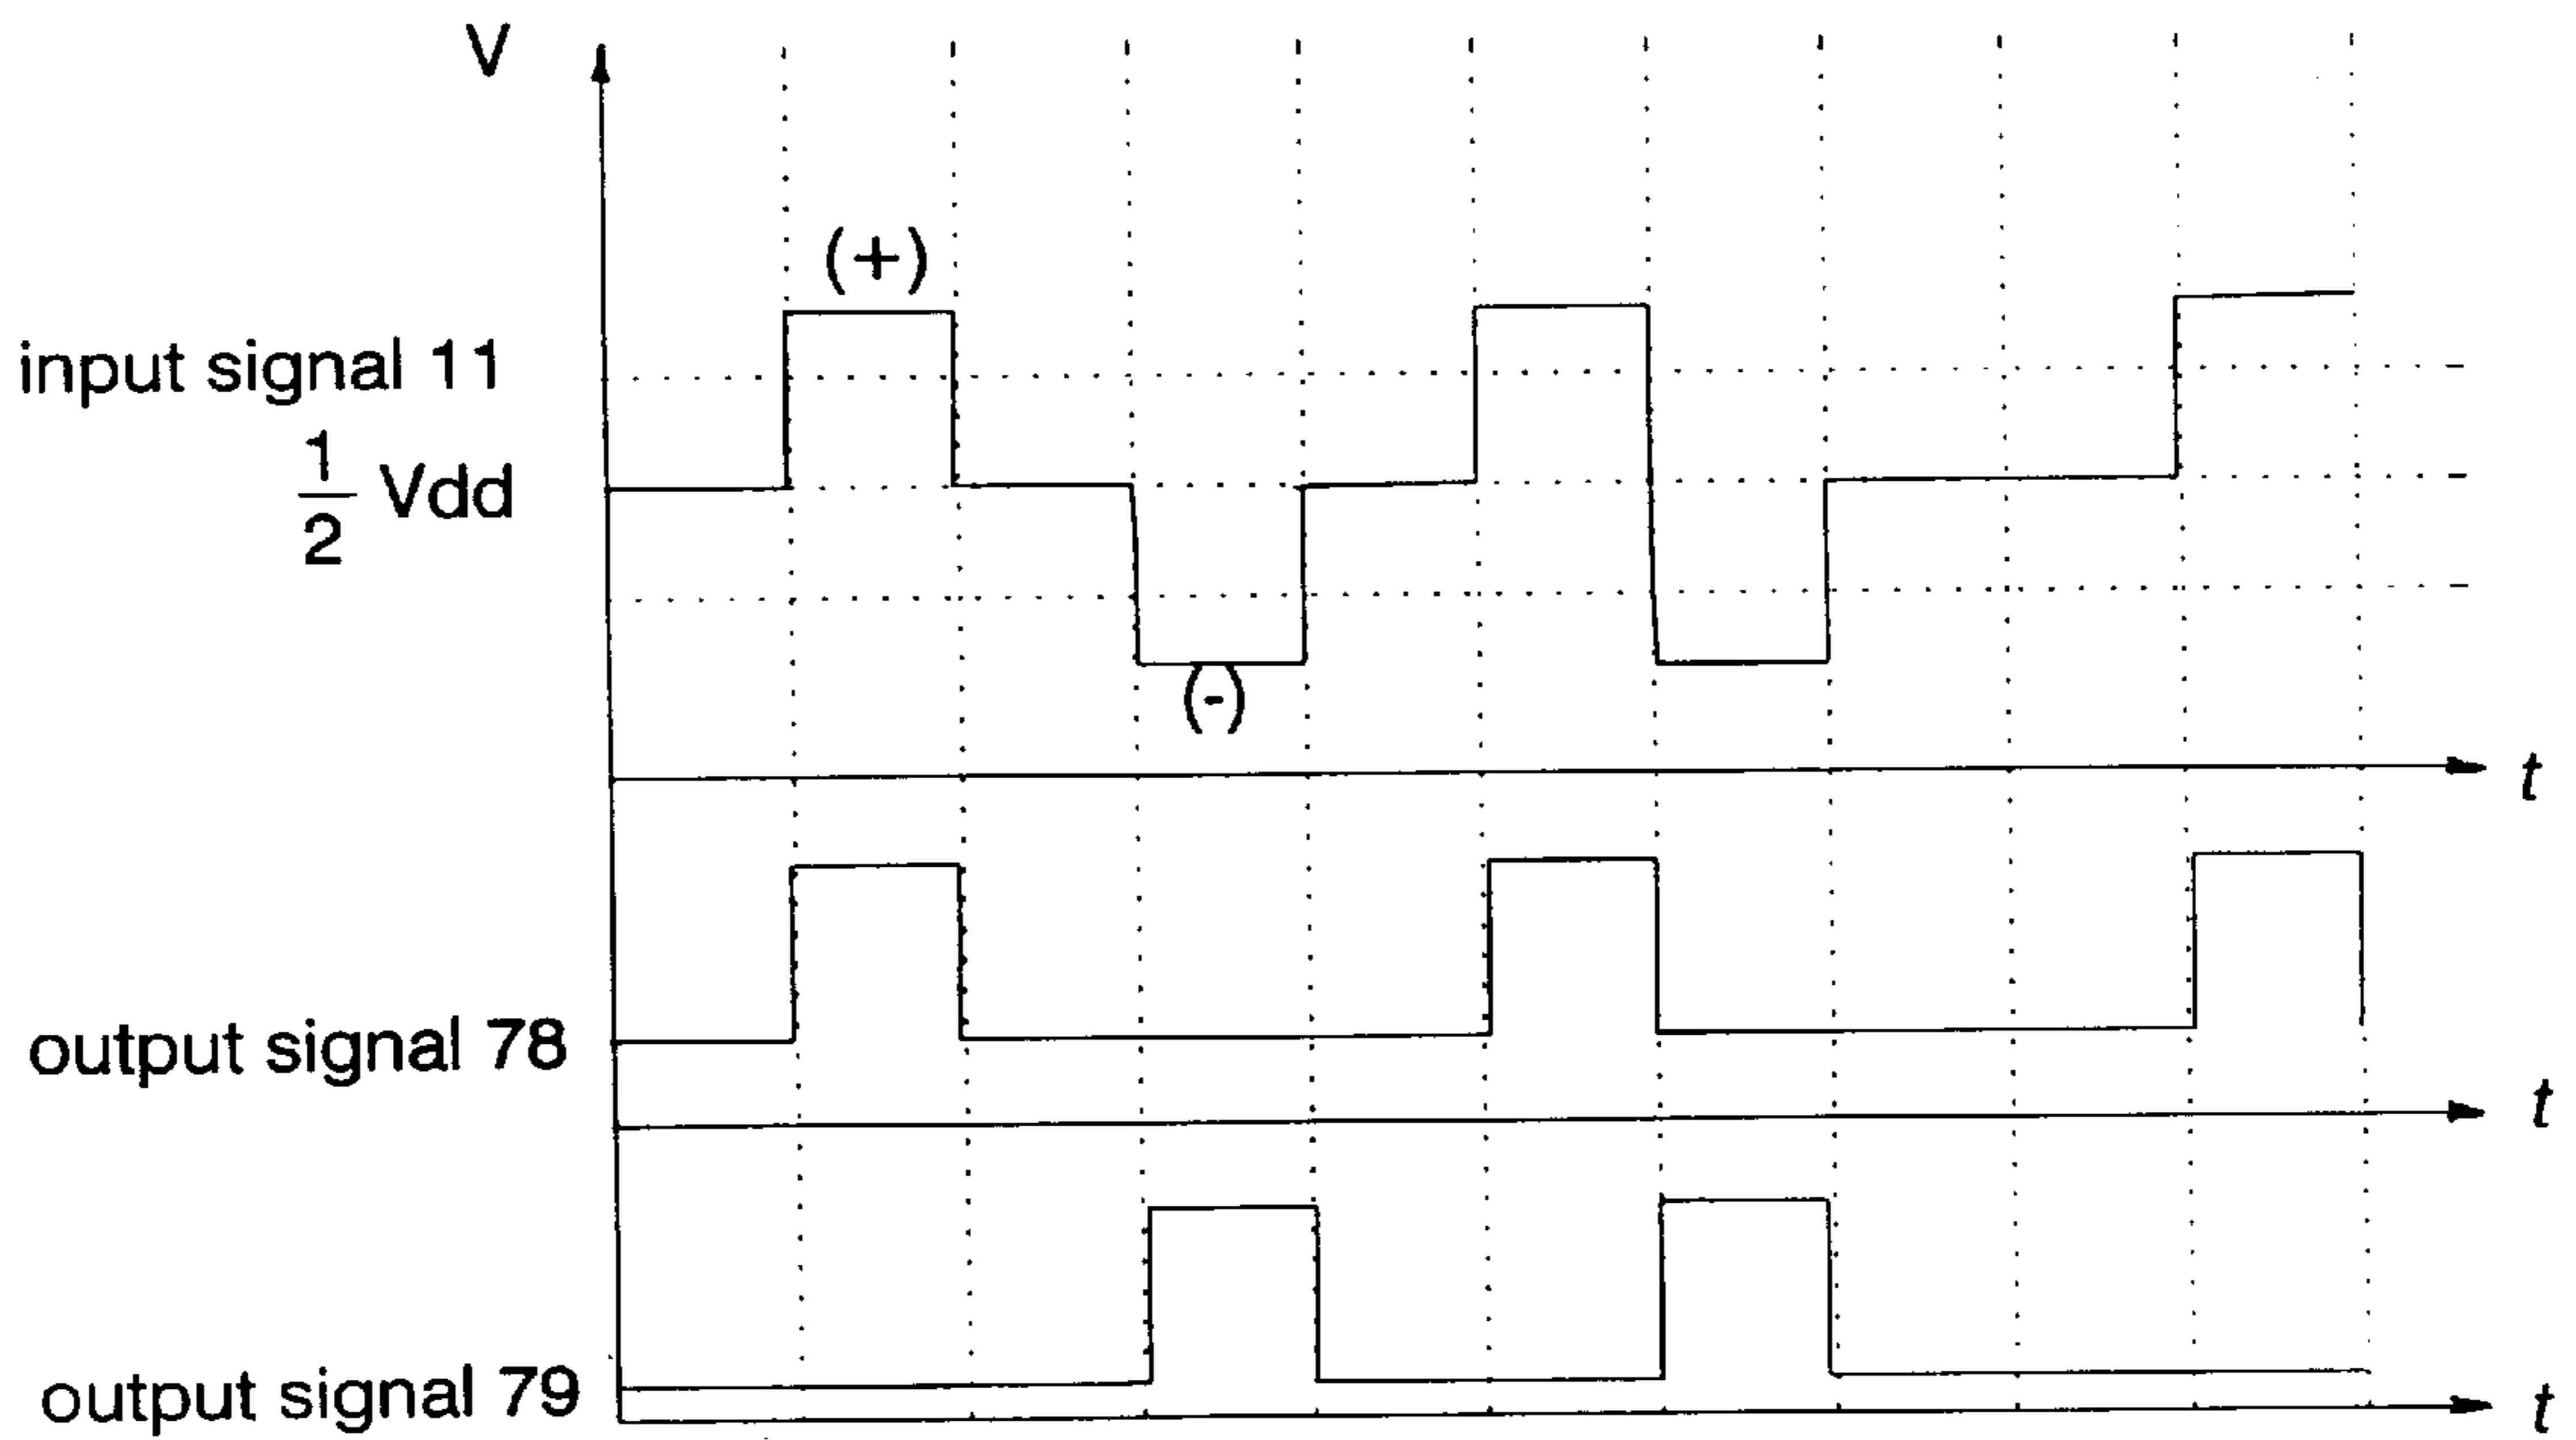 V
(+)
input signal 11
1
2
Vdd
(-)
t
output signal 78
t
output signal 79
t